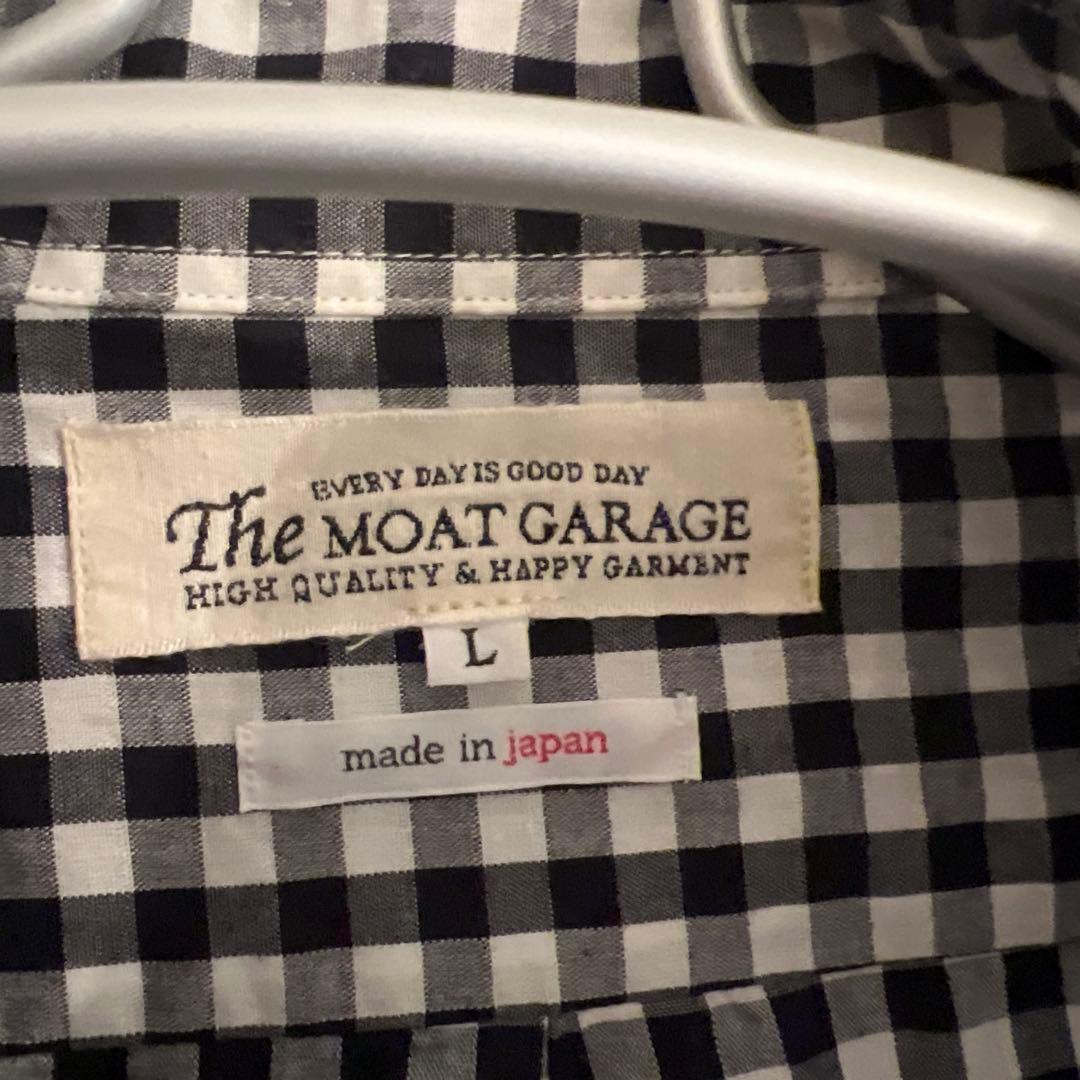 EVERY DAY IS GOOD DAY
The MOAT GARAGE
HIGH QUALITY & HAPPY GARMENT
L
made in japan